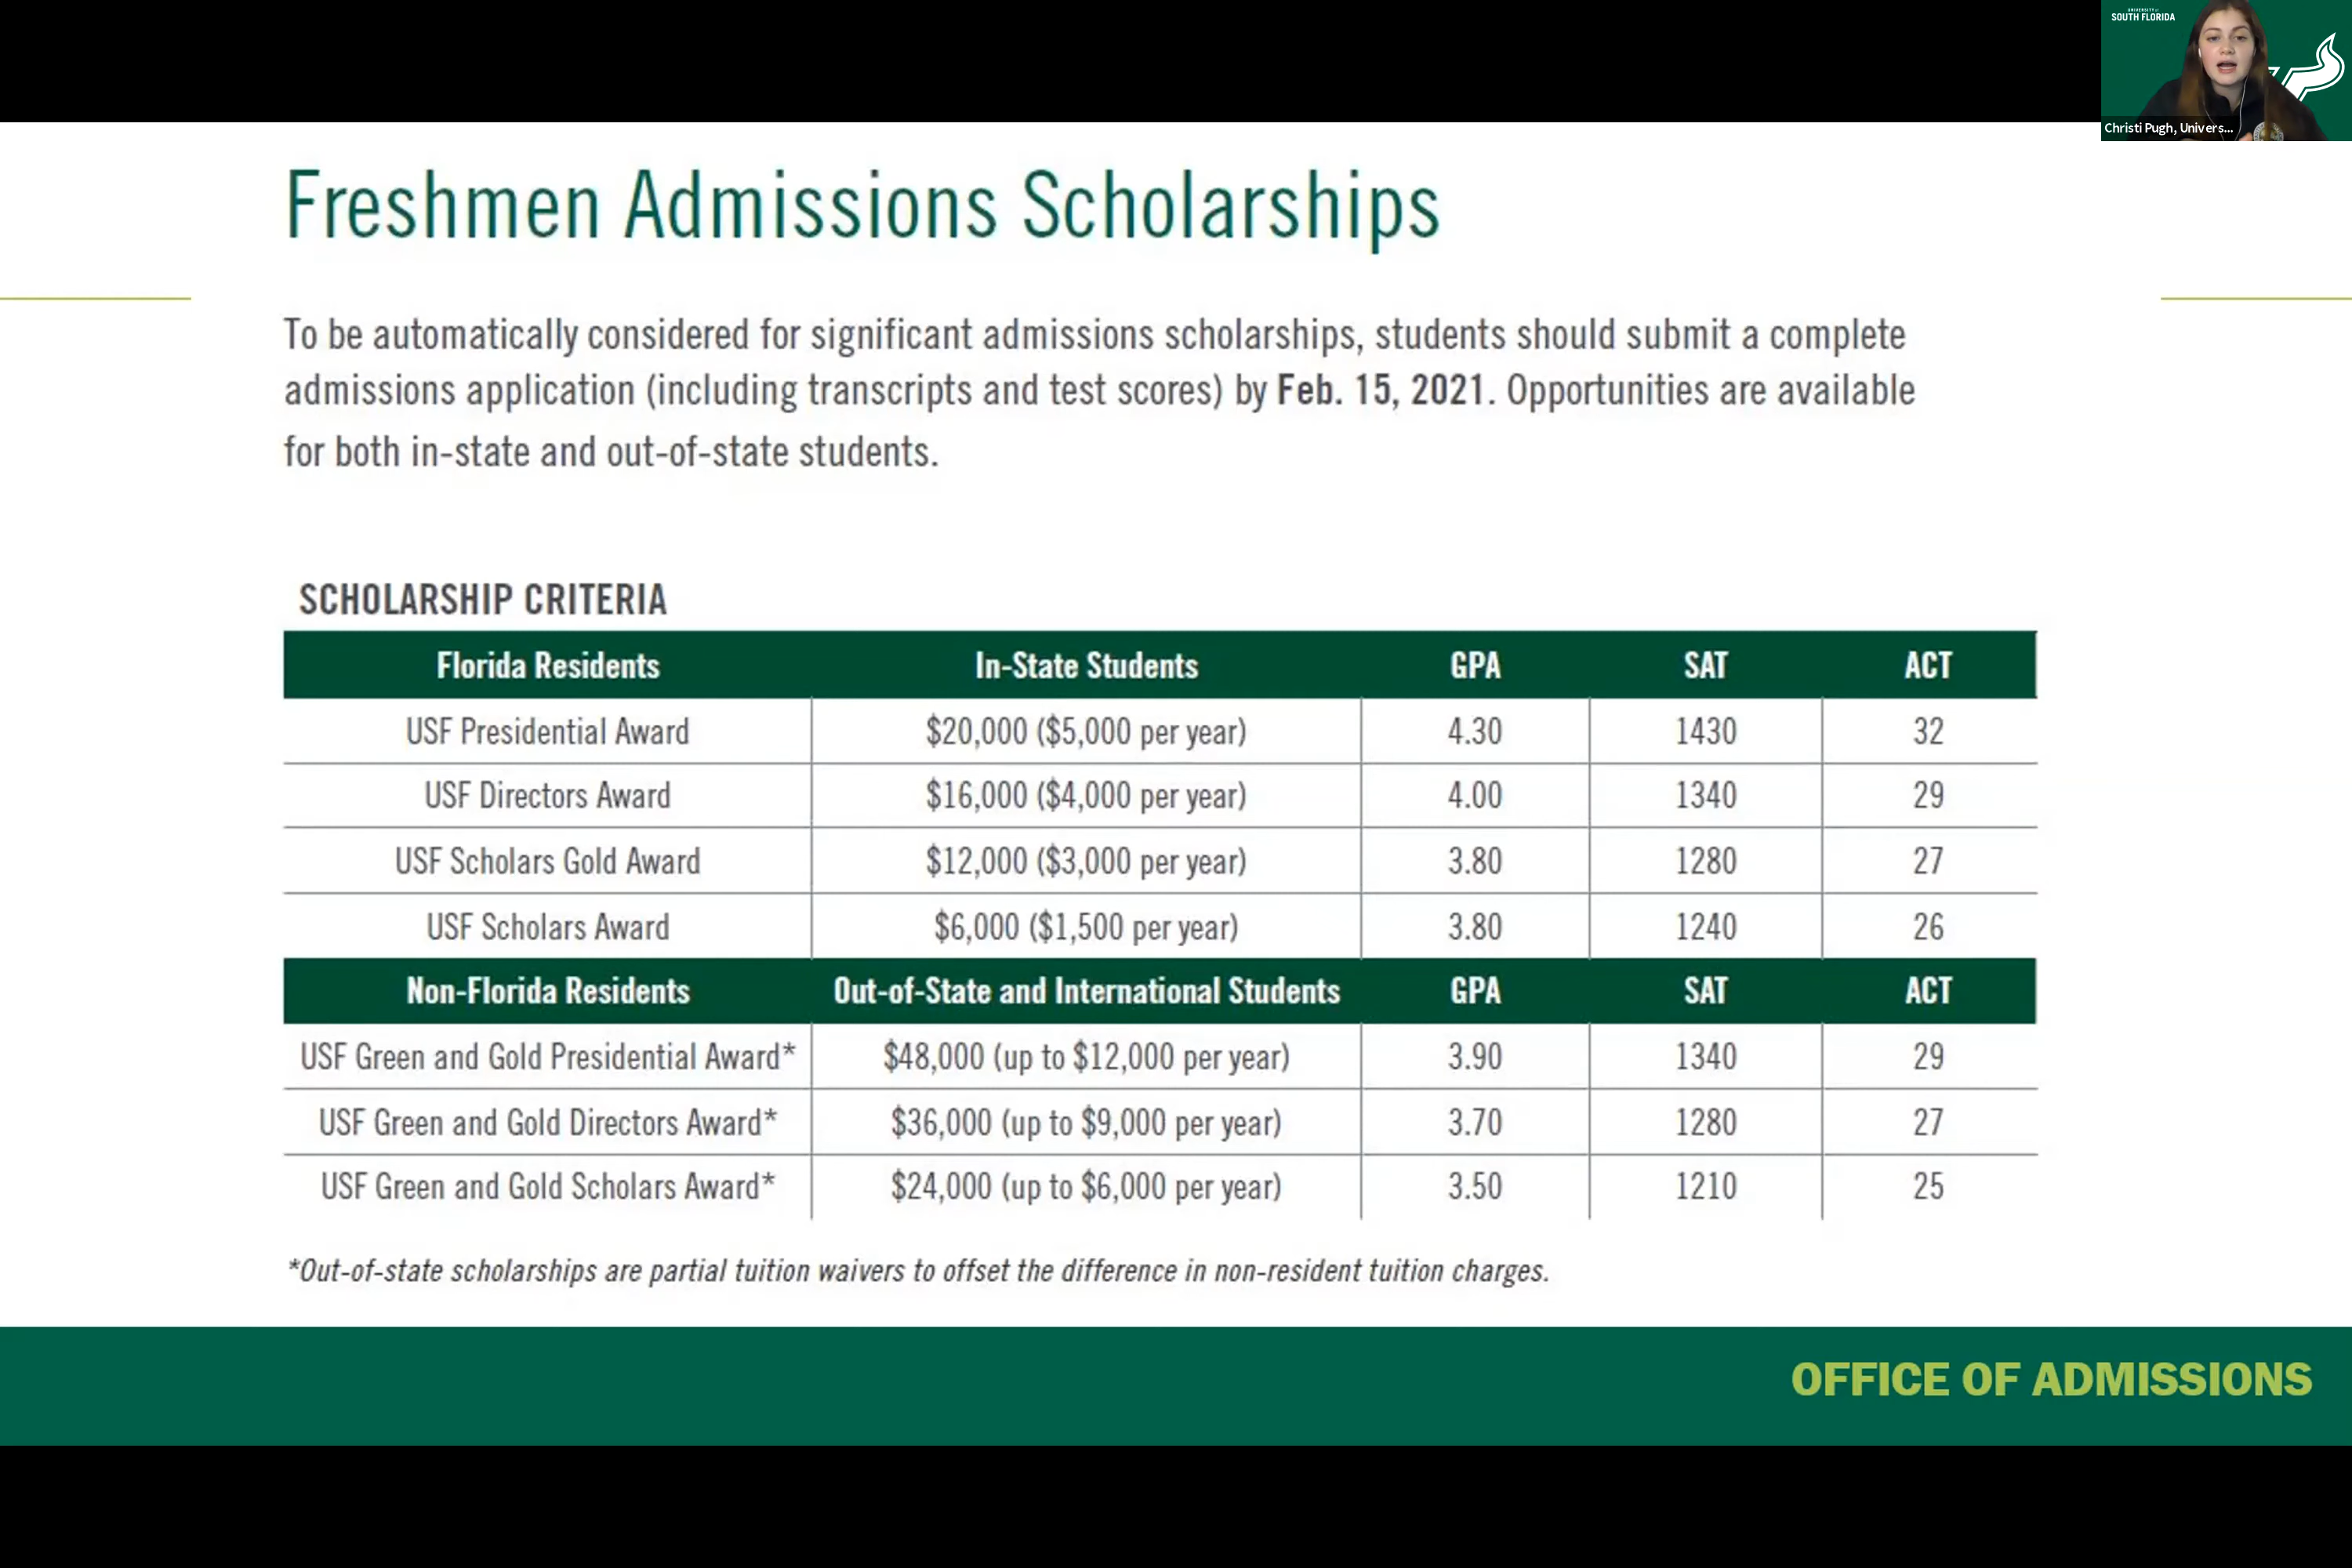 UNIVERSITY of
SOUTH FLORIDA
Christi Pugh, Univers...
Freshmen Admissions Scholarships
To be automatically considered for significant admissions scholarships, students should submit a complete
admissions application (including transcripts and test scores) by Feb. 15, 2021. Opportunities are available
for both in-state and out-of-state students.
SCHOLARSHIP CRITERIA
Florida Residents In-State Students GPA SAT ACT
USF Presidential Award $20,000 ($5,000 per year) 4.30 1430 32
USF Directors Award $16,000 ($4,000 per year) 4.00 1340 29
USF Scholars Gold Award $12,000 ($3,000 per year) 3.80 1280 27
USF Scholars Award $6,000 ($1,500 per year) 3.80 1240 26
Non-Florida Residents Out-of-State and International Students GPA SAT ACT
USF Green and Gold Presidential Award* $48,000 (up to $12,000 per year) 3.90 1340 29
USF Green and Gold Directors Award* $36,000 (up to $9,000 per year) 3.70 1280 27
USF Green and Gold Scholars Award* $24,000 (up to $6,000 per year) 3.50 1210 25
*Out-of-state scholarships are partial tuition waivers to offset the difference in non-resident tuition charges.
OFFICE OF ADMISSIONS